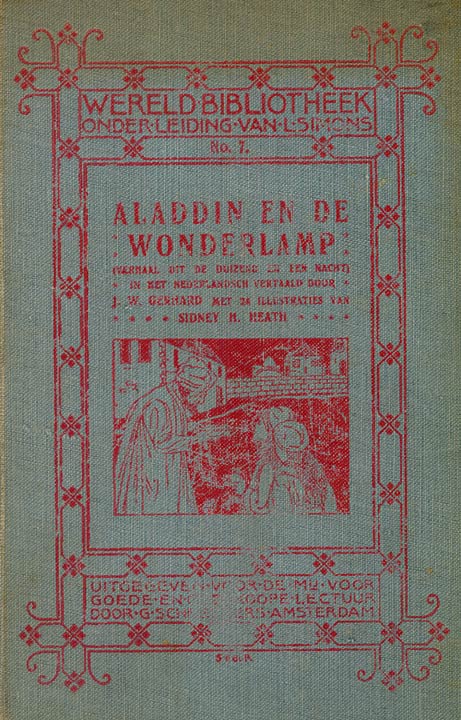 WERELD·BIBLIOTHEEK
ONDER·LEIDING·VAN·L·SIMONS
No. 7.
ALADDIN EN DE
WONDERLAMP
(VERHAAL UIT DE DUIZEND EN EEN NACHT)
IN HET NEDERLANDSCH VERTAALD DOOR
J. W. GERHARD MET 28 ILLUSTRATIES VAN
SIDNEY H. HEATH
UITGEGEVEN·VOOR·DE·Mij·VOOR
GOEDE·EN LECTUUR
DOOR·G· AMSTERDAM